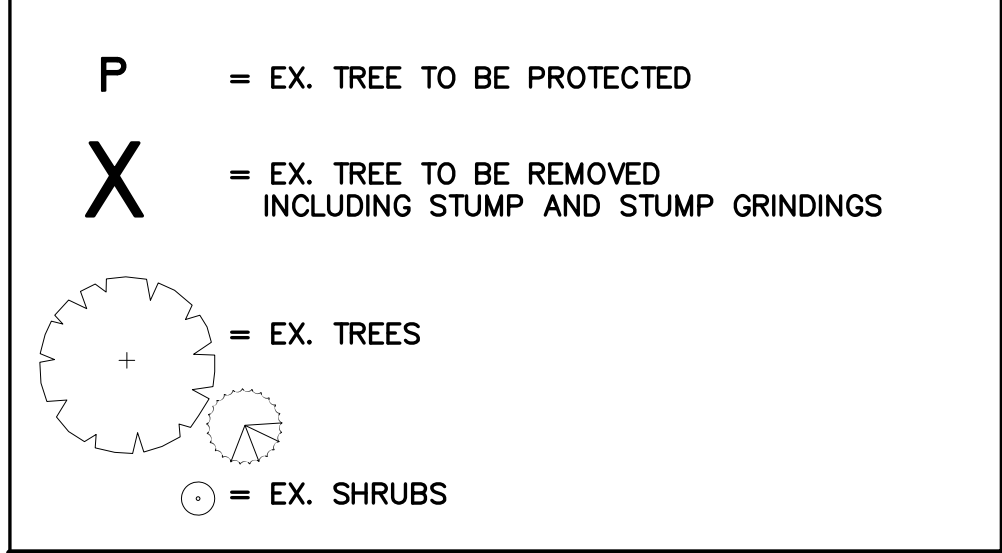 P = EX. TREE TO BE PROTECTED
X = EX. TREE TO BE REMOVED
INCLUDING STUMP AND STUMP GRINDINGS
= EX. TREES
= EX. SHRUBS